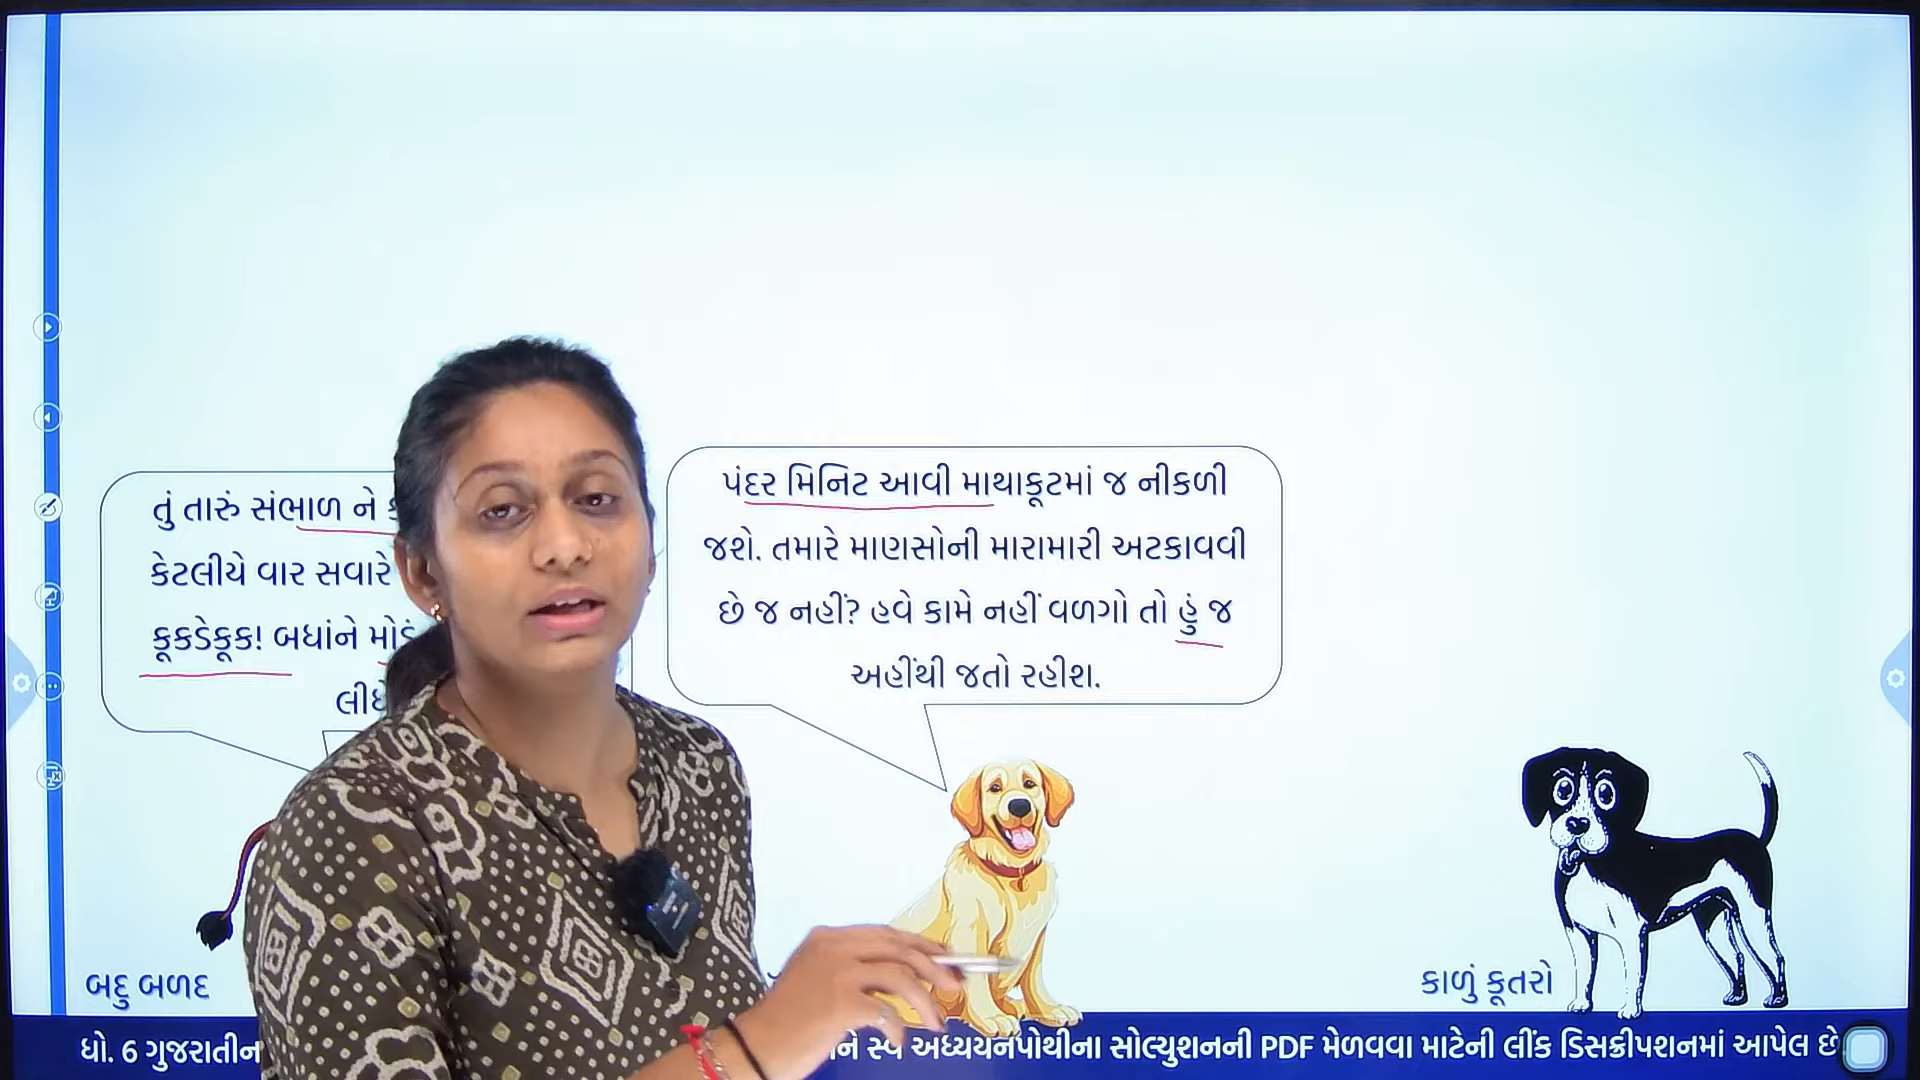 તું તારું સંભાળ ને
કેટલીયે વાર સવારે
કૂકડેકૂક! બધાંને મોડું
લીધે
પંદર મિનિટ આવી માથાકૂટમાં જ નીકળી
જશે. તમારે માણસોની મારામારી અટકાવવી
છે જ નહીં? હવે કામે નહીં વળગો તો હું જ
અહીંથી જતો રહીશ.
બદુ બળદ
કાળું કૂતરો
ધો. 6 ગુજરાતીન
ને સ્વ અધ્યયનપોથીના સોલ્યુશનની PDF મેળવવા માટેની લીંક ડિસક્રીપશનમાં આપેલ છે